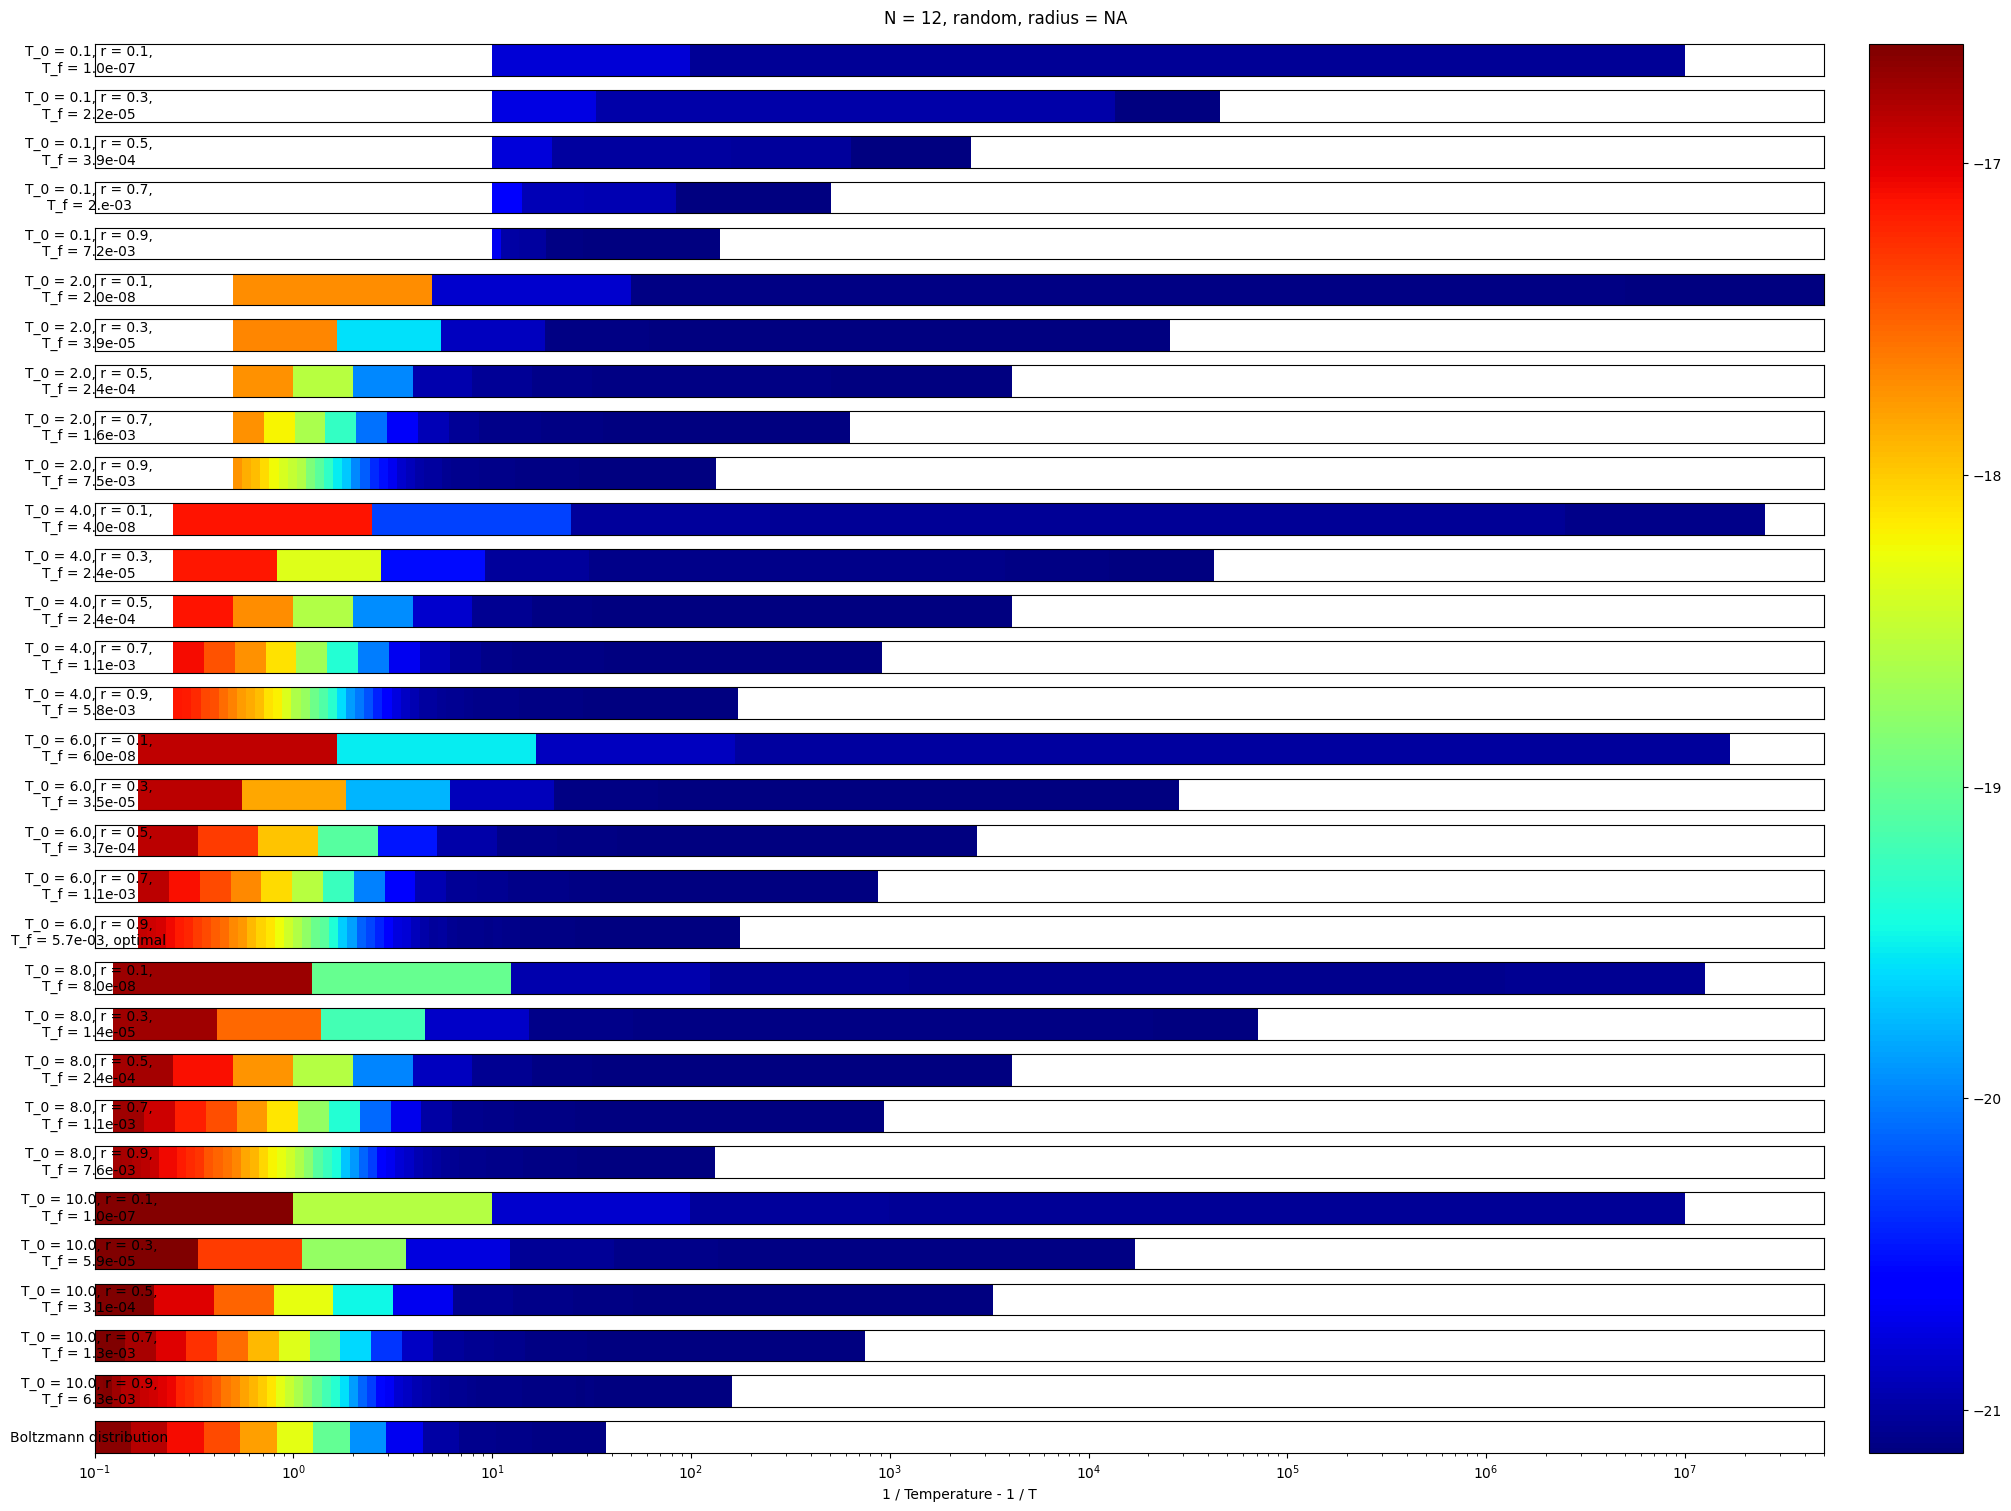 N = 12, random, radius = NA
T_0 = 0.1, r = 0.1,
T_f = 1.0e-07
T_0 = 0.1, r = 0.3,
T_f = 2.2e-05
T_0 = 0.1, r = 0.5,
T_f = 3.9e-04
T_0 = 0.1, r = 0.7,
T_f = 2.e-03
T_0 = 0.1, r = 0.9,
T_f = 7.2e-03
T_0 = 2.0, r = 0.1,
T_f = 2.0e-08
T_0 = 2.0, r = 0.3,
T_f = 3.9e-05
T_0 = 2.0, r = 0.5,
T_f = 2.4e-04
T_0 = 2.0, r = 0.7,
T_f = 1.6e-03
T_0 = 2.0, r = 0.9,
T_f = 7.5e-03
T_0 = 4.0, r = 0.1,
T_f = 4.0e-08
T_0 = 4.0, r = 0.3,
T_f = 2.4e-05
T_0 = 4.0, r = 0.5,
T_f = 2.4e-04
T_0 = 4.0, r = 0.7,
T_f = 1.1e-03
T_0 = 4.0, r = 0.9,
T_f = 5.8e-03
T_0 = 6.0, r = 0.1,
T_f = 6.0e-08
T_0 = 6.0, r = 0.3,
T_f = 3.5e-05
T_0 = 6.0, r = 0.5,
T_f = 3.7e-04
T_0 = 6.0, r = 0.7,
T_f = 1.1e-03
T_0 = 6.0, r = 0.9,
T_f = 5.7e-03, optimal
T_0 = 8.0, r = 0.1,
T_f = 8.0e-08
T_0 = 8.0, r = 0.3,
T_f = 1.4e-05
T_0 = 8.0, r = 0.5,
T_f = 2.4e-04
T_0 = 8.0, r = 0.7,
T_f = 1.1e-03
T_0 = 8.0, r = 0.9,
T_f = 7.6e-03
T_0 = 10.0, r = 0.1,
T_f = 1.0e-07
T_0 = 10.0, r = 0.3,
T_f = 5.9e-05
T_0 = 10.0, r = 0.5,
T_f = 3.1e-04
T_0 = 10.0, r = 0.7,
T_f = 1.3e-03
T_0 = 10.0, r = 0.9,
T_f = 6.3e-03
Boltzmann distribution
10⁻¹ 10⁰ 10¹ 10² 10³ 10⁴ 10⁵ 10⁶ 10⁷
1 / Temperature - 1 / T
−17
−18
−19
−20
−21